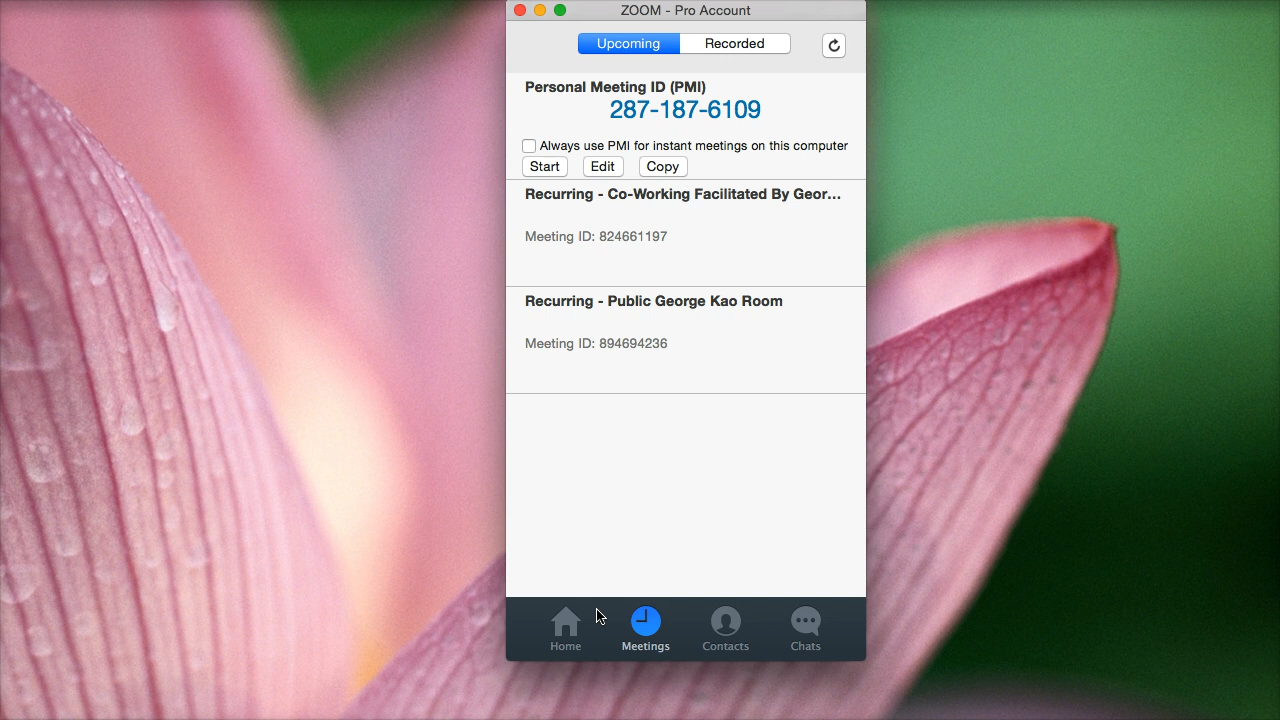 ZOOM - Pro Account
Upcoming Recorded
Personal Meeting ID (PMI)
287-187-6109
Always use PMI for instant meetings on this computer
Start Edit Copy
Recurring - Co-Working Facilitated By Geor...
Meeting ID: 824661197
Recurring - Public George Kao Room
Meeting ID: 894694236
Home Meetings Contacts Chats